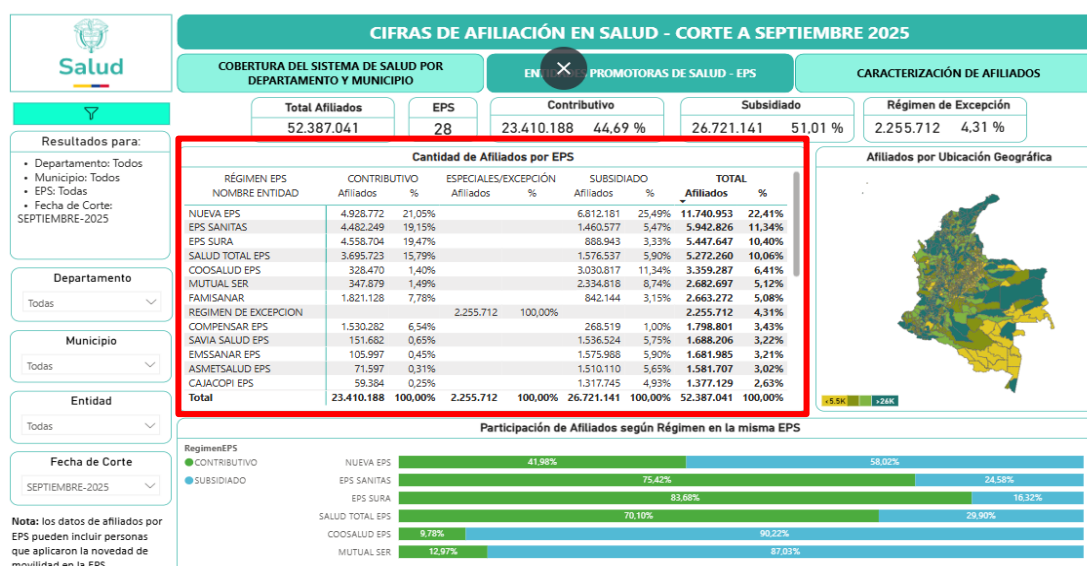 Salud
CIFRAS DE AFILIACIÓN EN SALUD - CORTE A SEPTIEMBRE 2025
COBERTURA DEL SISTEMA DE SALUD POR
DEPARTAMENTO Y MUNICIPIO
PROMOTORAS DE SALUD - EPS
CARACTERIZACIÓN DE AFILIADOS
Total Afiliados
52.387.041
EPS
28
Contributivo
23.410.188 44,69 %
Subsidiado
26.721.141 51,01 %
Régimen de Excepción
2.255.712 4,31 %
Resultados para:
• Departamento: Todos
• Municipio: Todos
• EPS: Todas
• Fecha de Corte:
SEPTIEMBRE-2025
Departamento
Todas
Municipio
Todas
Entidad
Todas
Fecha de Corte
SEPTIEMBRE-2025
Nota: los datos de afiliados por
EPS pueden incluir personas
que aplicaron la novedad de
movilidad en la EPS
Cantidad de Afiliados por EPS
RÉGIMEN EPS CONTRIBUTIVO ESPECIALES/EXCEPCIÓN SUBSIDIADO TOTAL
NOMBRE ENTIDAD Afiliados % Afiliados % Afiliados % Afiliados %
NUEVA EPS 4.928.772 21,05% 6.812.181 25,49% 11.740.953 22,41%
EPS SANITAS 4.482.249 19,15% 1.460.577 5,47% 5.942.826 11,34%
EPS SURA 4.558.704 19,47% 888.943 3,33% 5.447.647 10,40%
SALUD TOTAL EPS 3.695.723 15,79% 1.576.537 5,90% 5.272.260 10,06%
COOSALUD EPS 328.470 1,40% 3.030.817 11,34% 3.359.287 6,41%
MUTUAL SER 347.879 1,49% 2.334.818 8,74% 2.682.697 5,12%
FAMISANAR 1.821.128 7,78% 842.144 3,15% 2.663.272 5,08%
REGIMEN DE EXCEPCION 2.255.712 100,00% 2.255.712 4,31%
COMPENSAR EPS 1.530.282 6,54% 268.519 1,00% 1.798.801 3,43%
SAVIA SALUD EPS 151.682 0,65% 1.536.524 5,75% 1.688.206 3,22%
EMSSANAR EPS 105.997 0,45% 1.575.988 5,90% 1.681.985 3,21%
ASMETSALUD EPS 71.597 0,31% 1.510.110 5,65% 1.581.707 3,02%
CAJACOPI EPS 59.384 0,25% 1.317.745 4,93% 1.377.129 2,63%
Total 23.410.188 100,00% 2.255.712 100,00% 26.721.141 100,00% 52.387.041 100,00%
Afiliados por Ubicación Geográfica
<5.5K >26K
Participación de Afiliados según Régimen en la misma EPS
RegimenEPS
CONTRIBUTIVO
SUBSIDIADO
NUEVA EPS 41,98% 58,02%
EPS SANITAS 75,42% 24,58%
EPS SURA 83,68% 16,32%
SALUD TOTAL EPS 70,10% 29,90%
COOSALUD EPS 9,78% 90,22%
MUTUAL SER 12,97% 87,03%